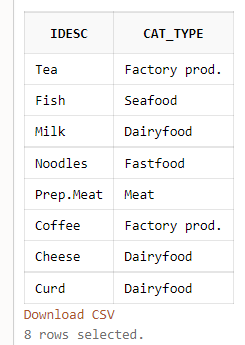 IDESC CAT_TYPE
Tea Factory prod.
Fish Seafood
Milk Dairyfood
Noodles Fastfood
Prep.Meat Meat
Coffee Factory prod.
Cheese Dairyfood
Curd Dairyfood
Download CSV
8 rows selected.